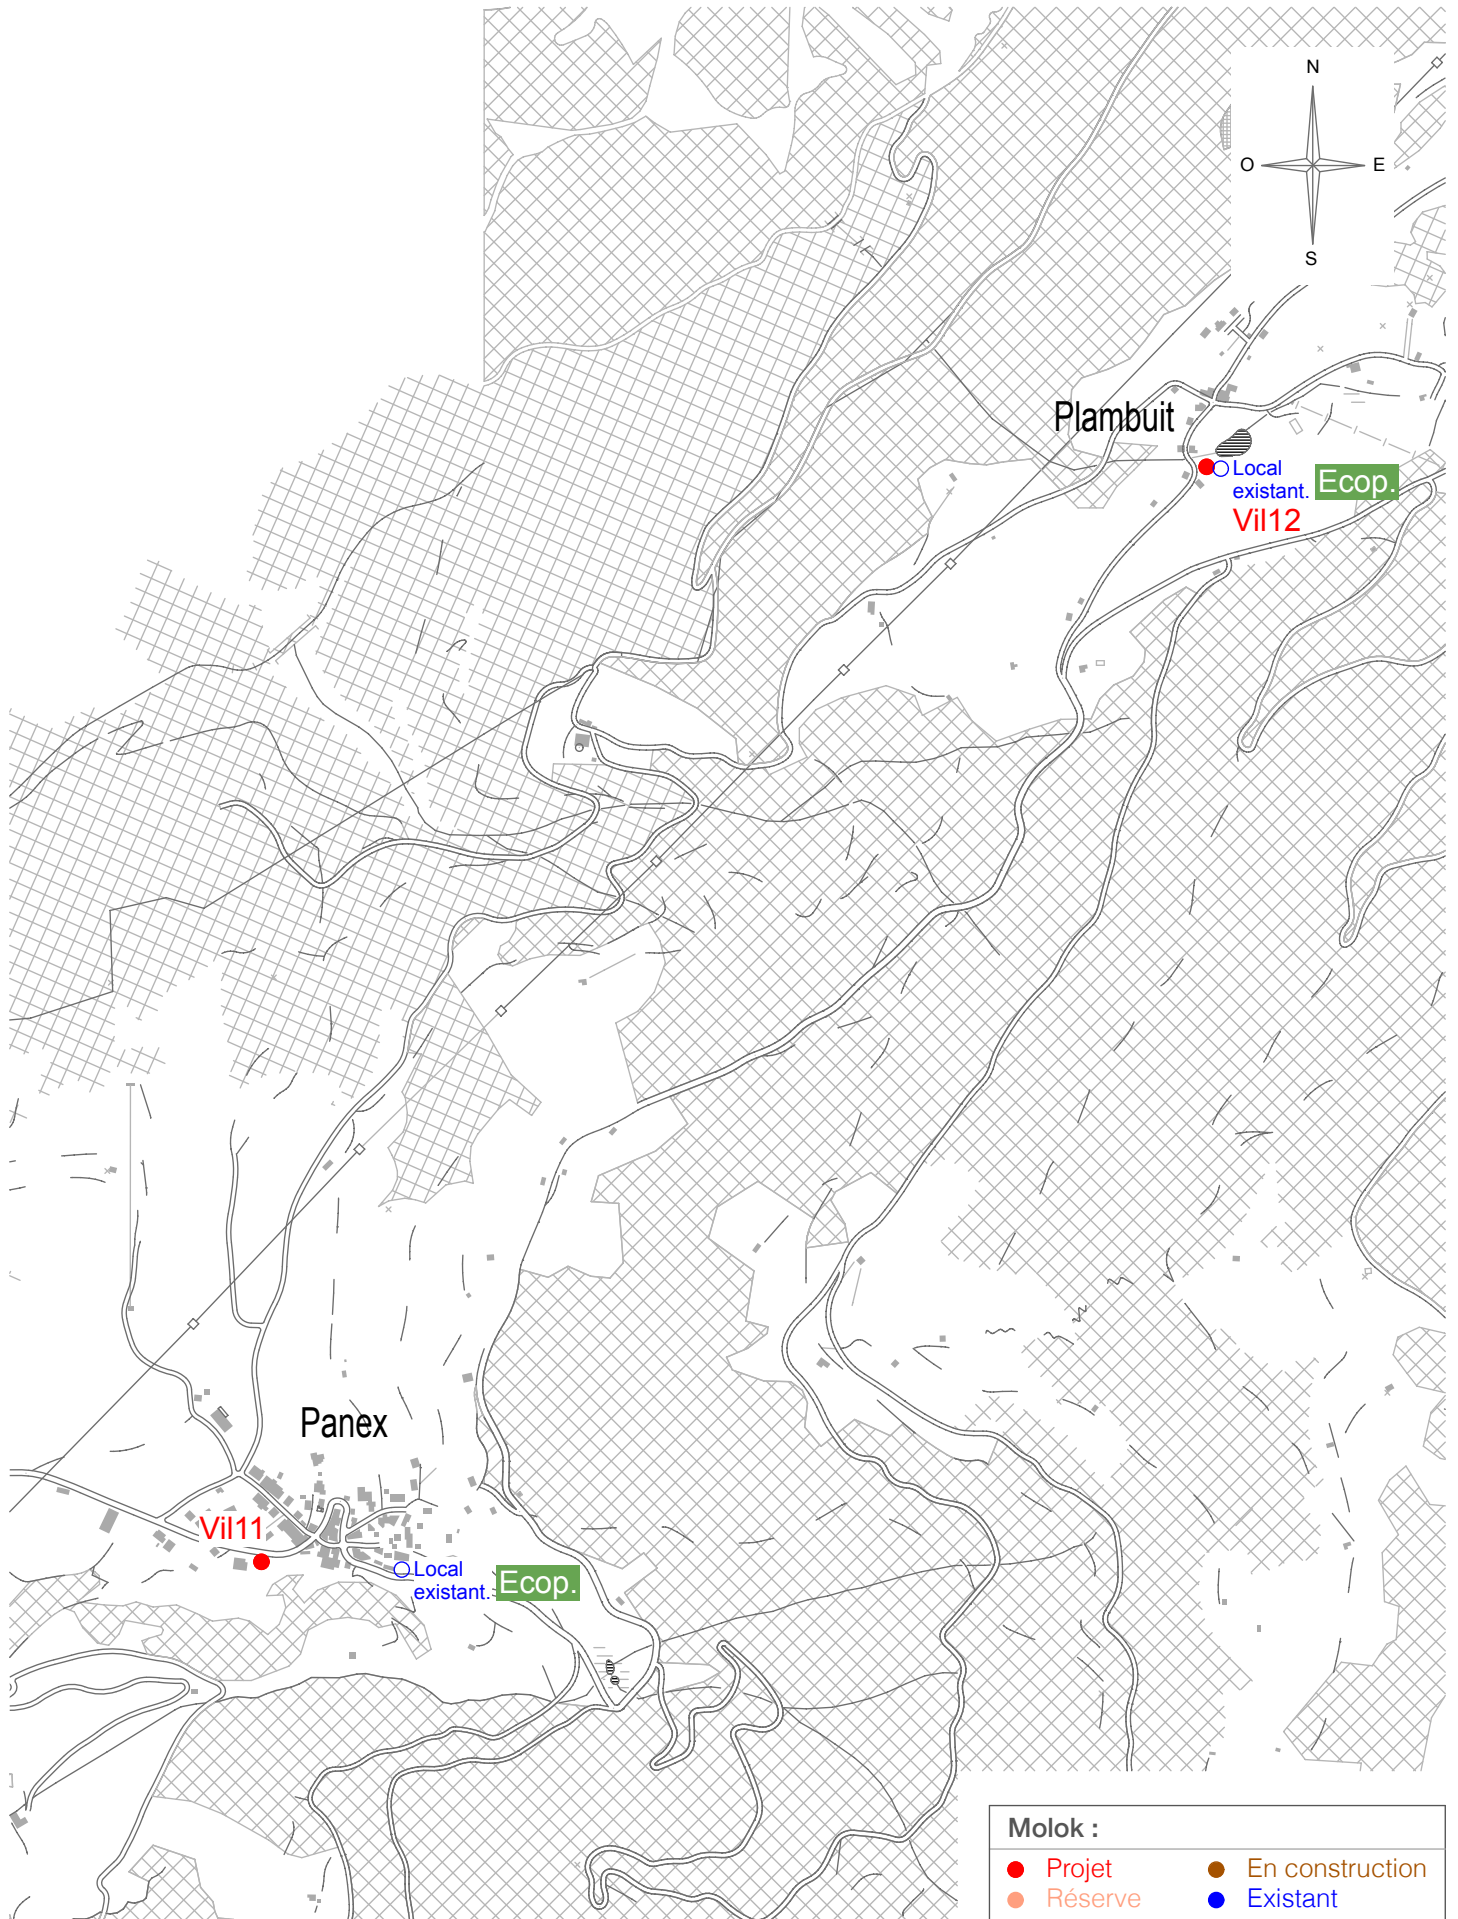 N
O
E
S
Plambuit
Local
existant.
Ecop.
Vil12
Panex
Vil11
Local
existant.
Ecop.
Molok :
Projet
En construction
Réserve
Existant